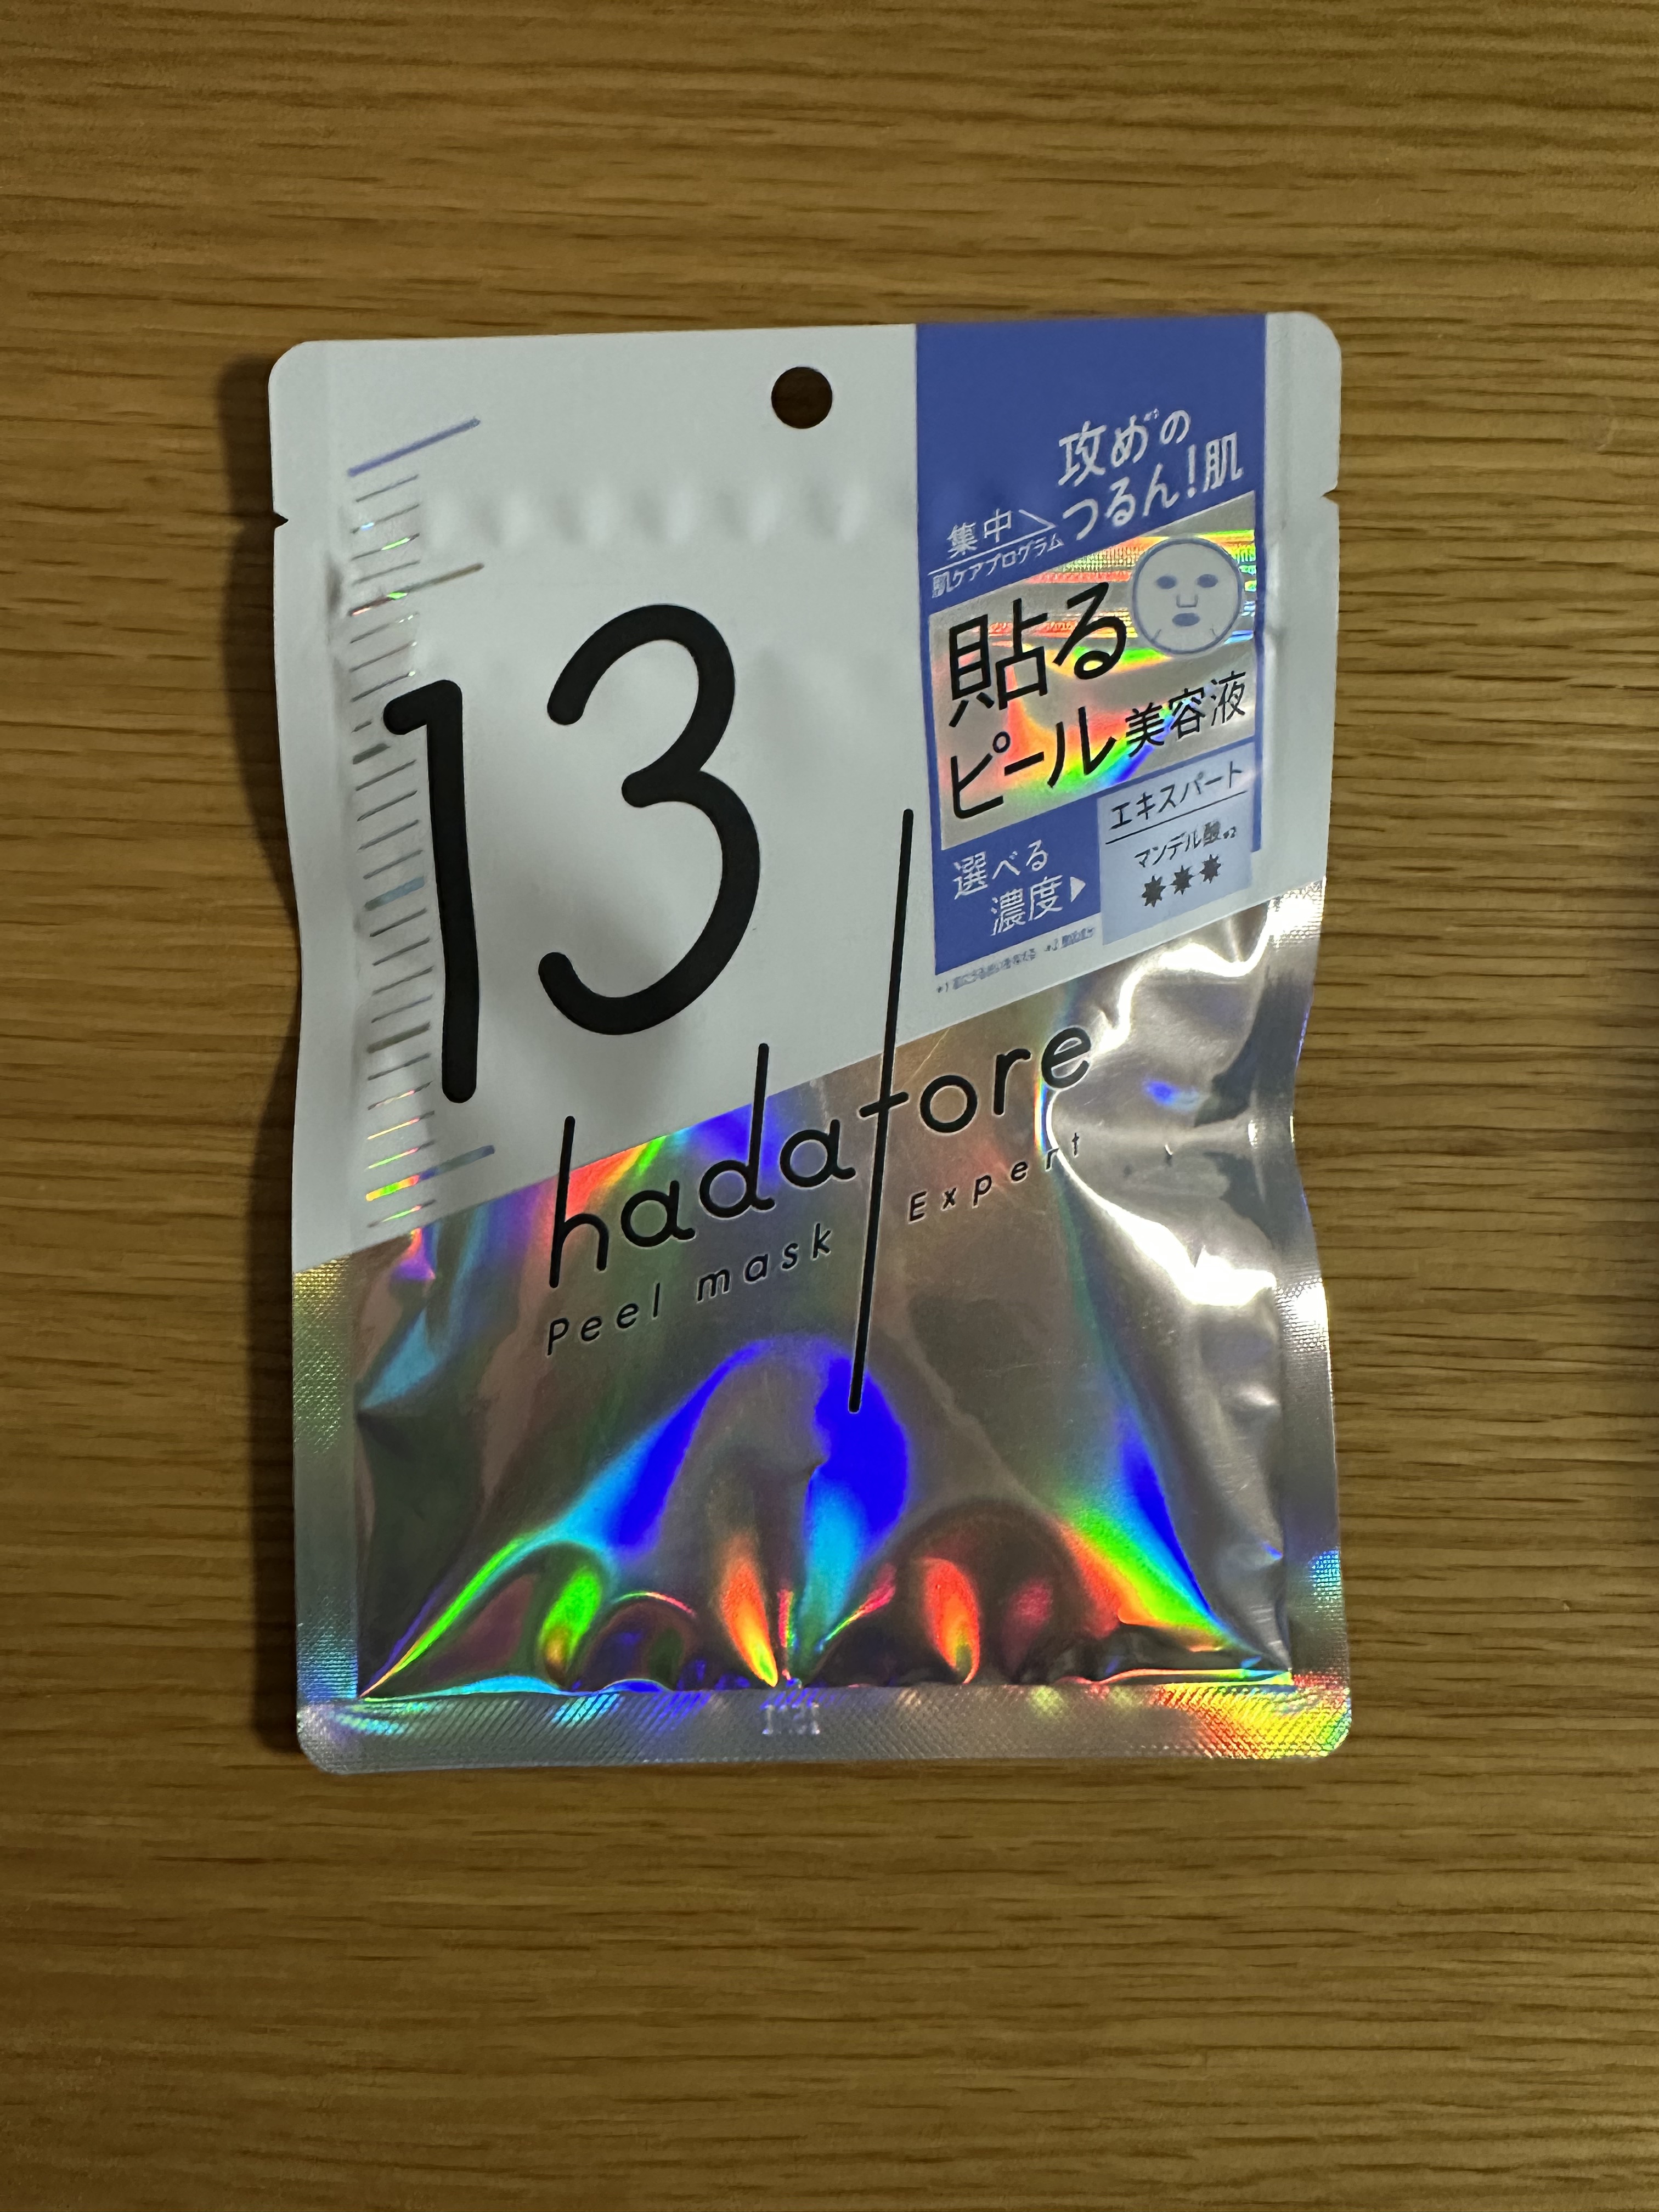 攻め*¹の
つるん!肌
集中
肌ケアプログラム
貼る
ピール美容液
エキスパート
マンデル酸*2
選べる
濃度
13
hadatore
Peel mask Expert